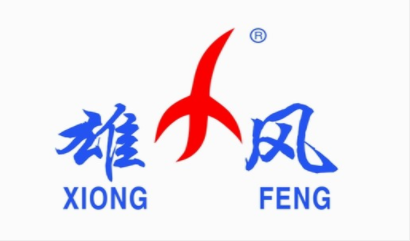 ®
雄 风
XIONG FENG